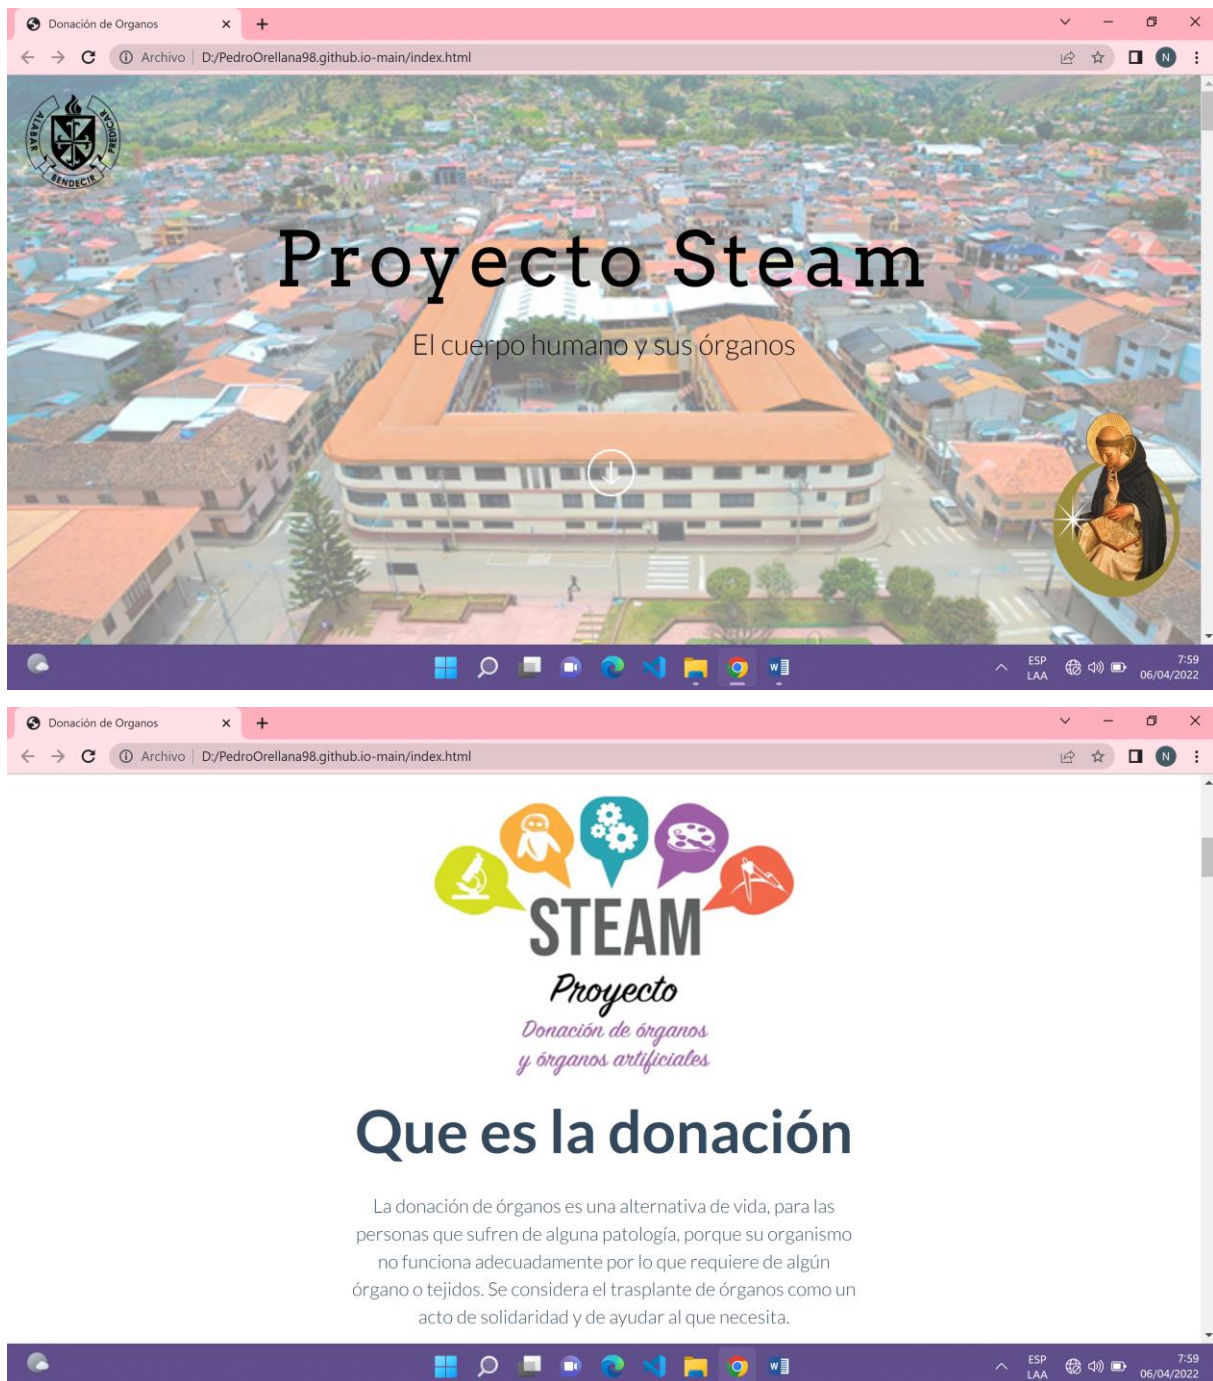 Donación de Organos
Archivo D:/PedroOrellana98.github.io-main/index.html
N
ALABAR
BENDECIR
PREDICAR
Proyecto Steam
El cuerpo humano y sus órganos
ESP
LAA
7:59
06/04/2022
Donación de Organos
Archivo D:/PedroOrellana98.github.io-main/index.html
N
STEAM
Proyecto
Donación de órganos
y órganos artificiales
Que es la donación
La donación de órganos es una alternativa de vida, para las
personas que sufren de alguna patología, porque su organismo
no funciona adecuadamente por lo que requiere de algún
órgano o tejidos. Se considera el trasplante de órganos como un
acto de solidaridad y de ayudar al que necesita.
ESP
LAA
7:59
06/04/2022